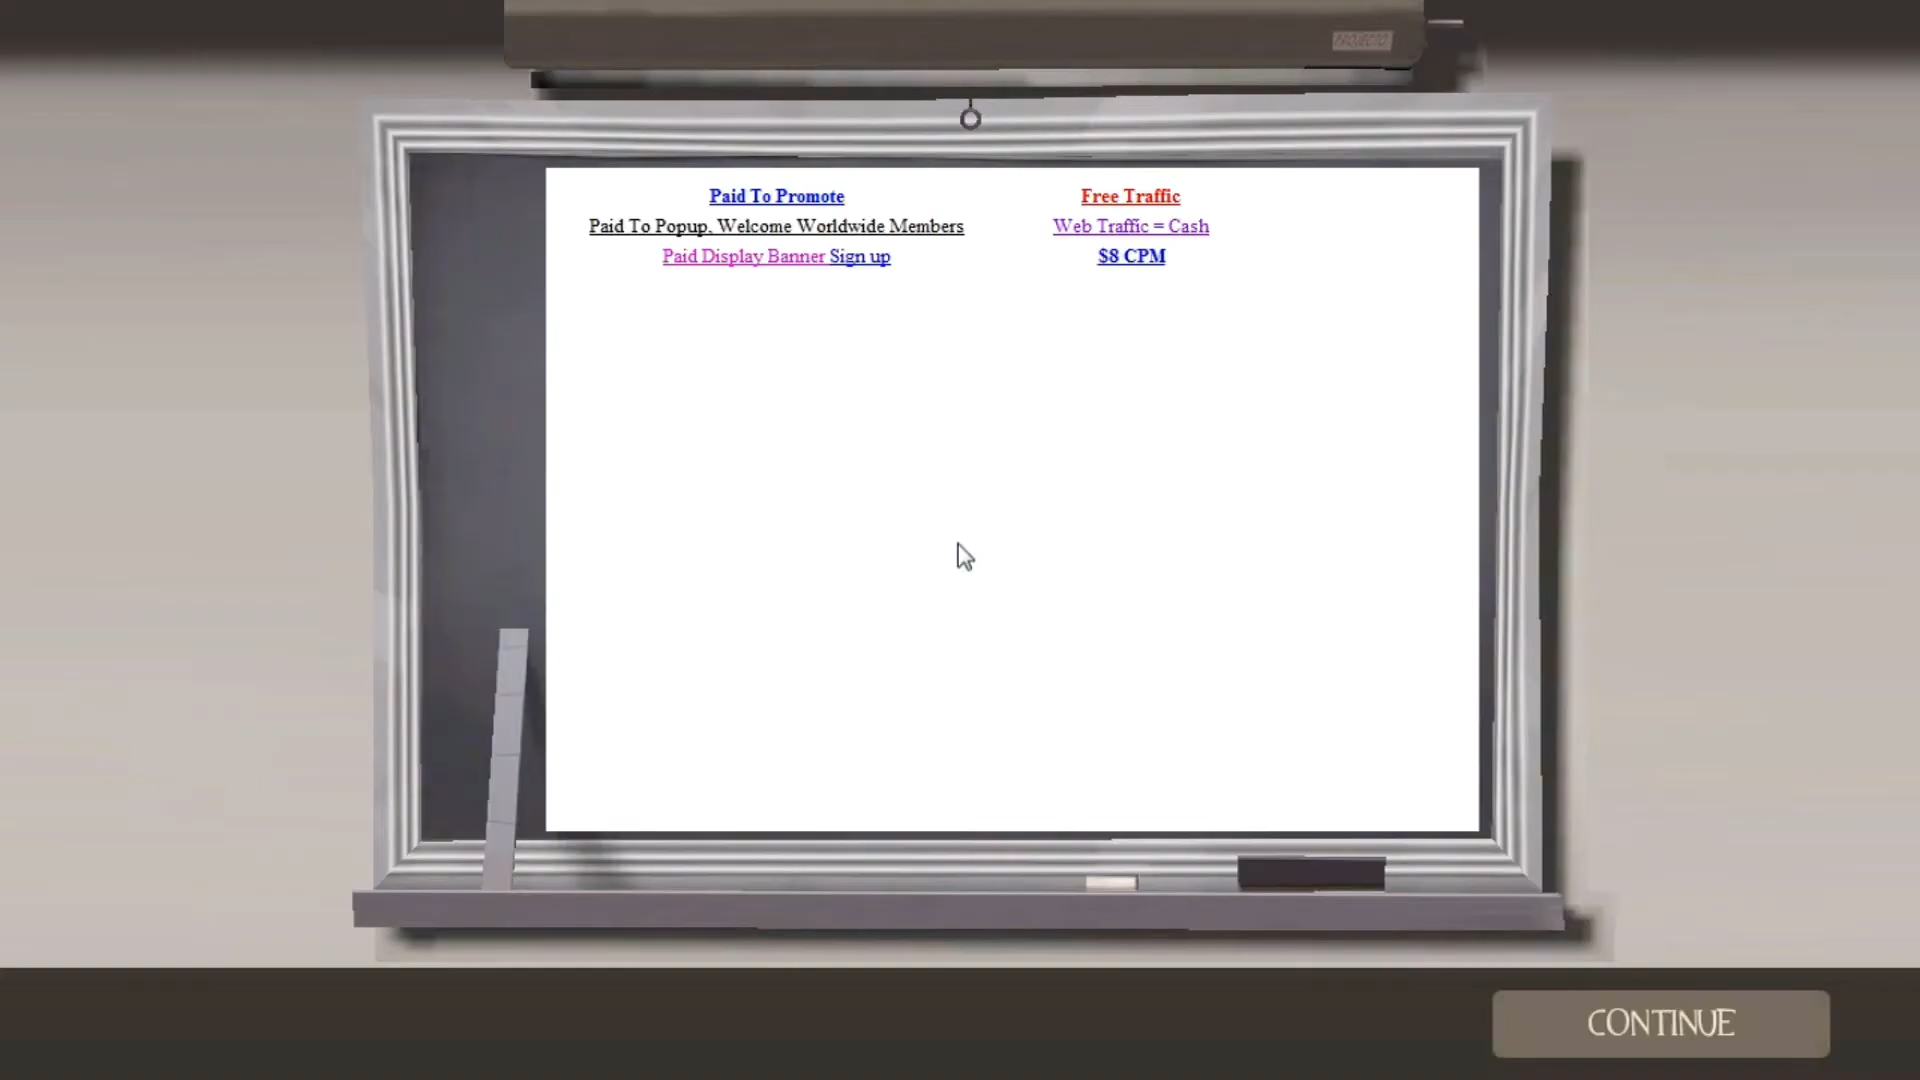 PROJECTO
Paid To Promote
Free Traffic
Paid To Popup, Welcome Worldwide Members
Web Traffic = Cash
Paid Display Banner Sign up
$8 CPM
CONTINUE